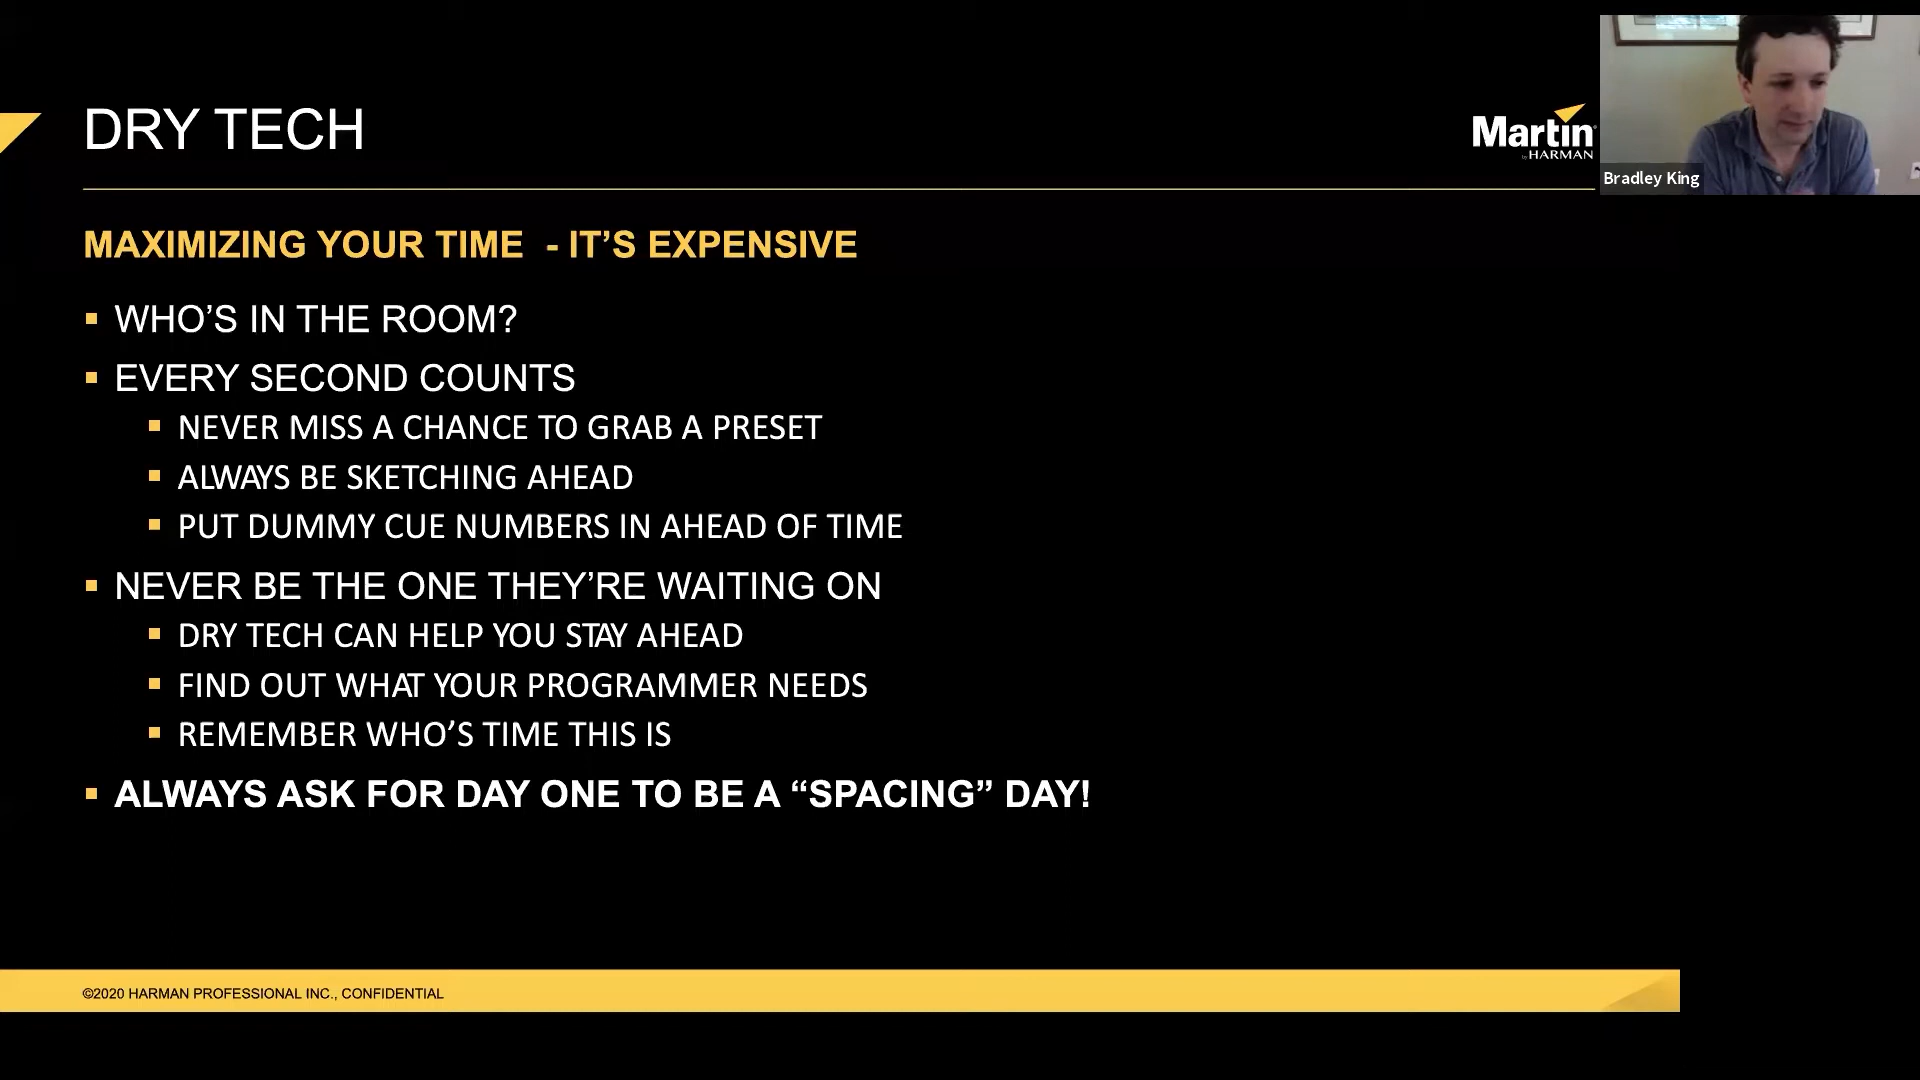 DRY TECH
Martin
by HARMAN
Bradley King
MAXIMIZING YOUR TIME  - IT’S EXPENSIVE
WHO’S IN THE ROOM?
EVERY SECOND COUNTS
NEVER MISS A CHANCE TO GRAB A PRESET
ALWAYS BE SKETCHING AHEAD
PUT DUMMY CUE NUMBERS IN AHEAD OF TIME
NEVER BE THE ONE THEY’RE WAITING ON
DRY TECH CAN HELP YOU STAY AHEAD
FIND OUT WHAT YOUR PROGRAMMER NEEDS
REMEMBER WHO’S TIME THIS IS
ALWAYS ASK FOR DAY ONE TO BE A “SPACING” DAY!
©2020 HARMAN PROFESSIONAL INC., CONFIDENTIAL